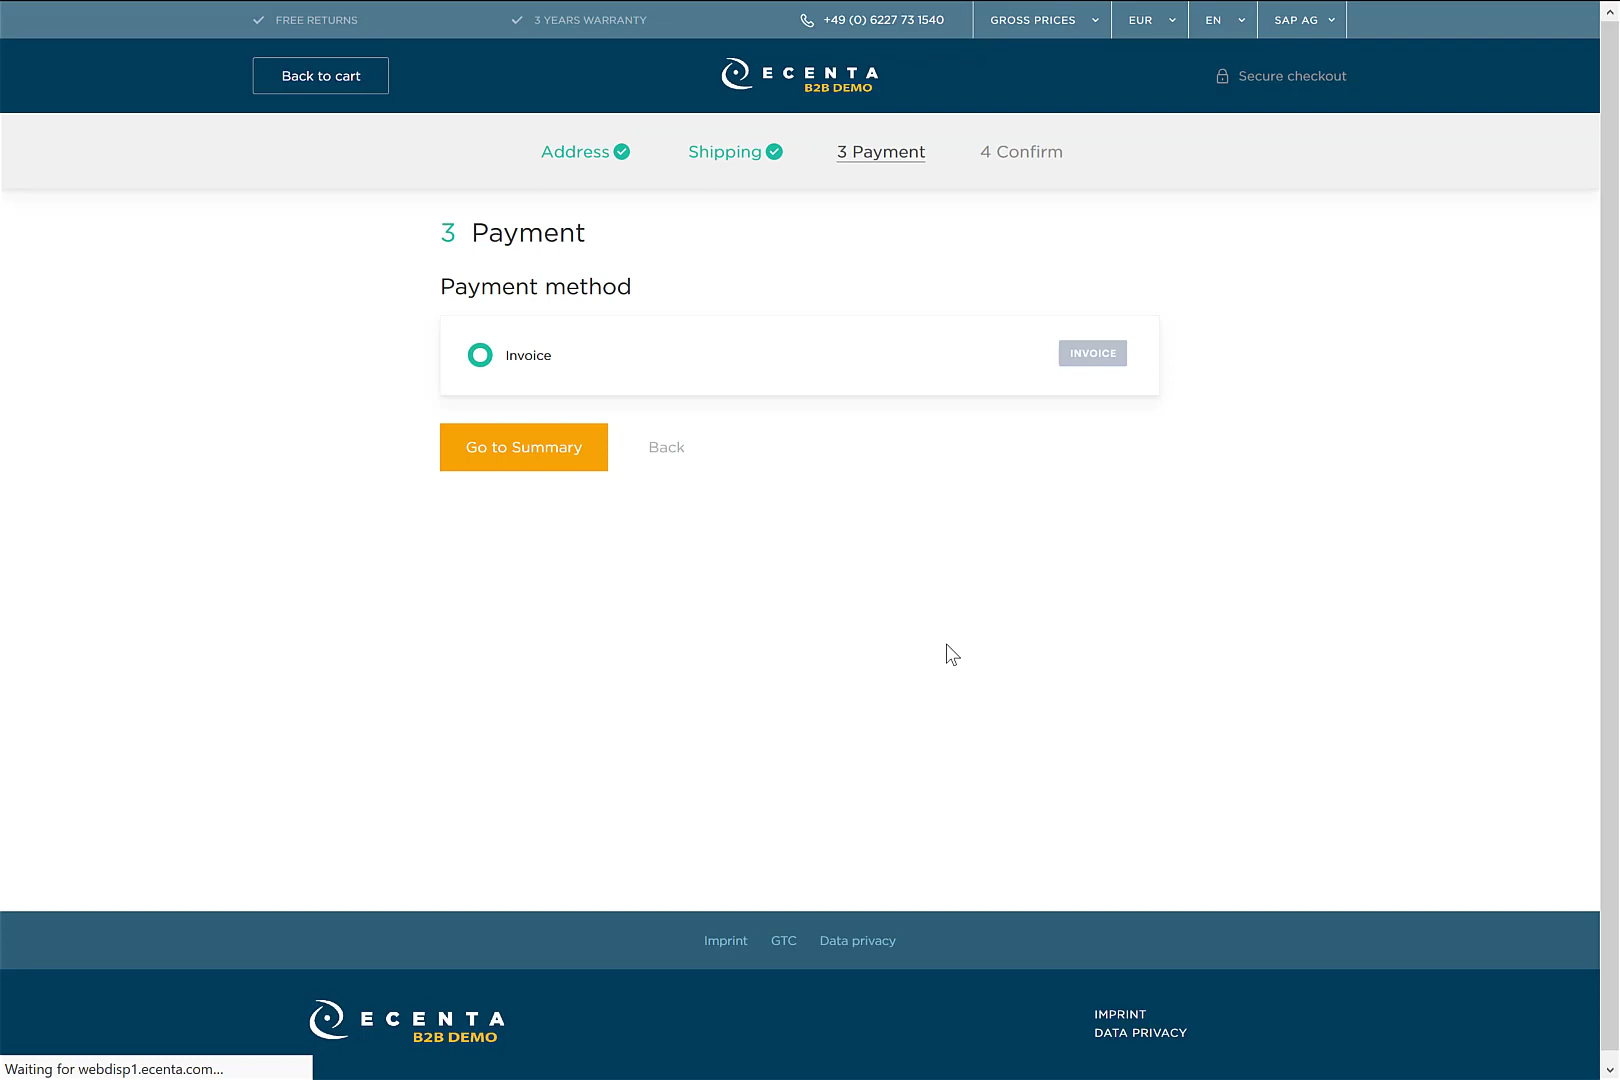 FREE RETURNS
3 YEARS WARRANTY
+49 (0) 6227 73 1540
GROSS PRICES
EUR
EN
SAP AG
Back to cart
ECENTA
B2B DEMO
Secure checkout
Address
Shipping
3 Payment
4 Confirm
3 Payment
Payment method
Invoice
INVOICE
Go to Summary
Back
Imprint
GTC
Data privacy
ECENTA
B2B DEMO
IMPRINT
DATA PRIVACY
Waiting for webdisp1.ecenta.com...